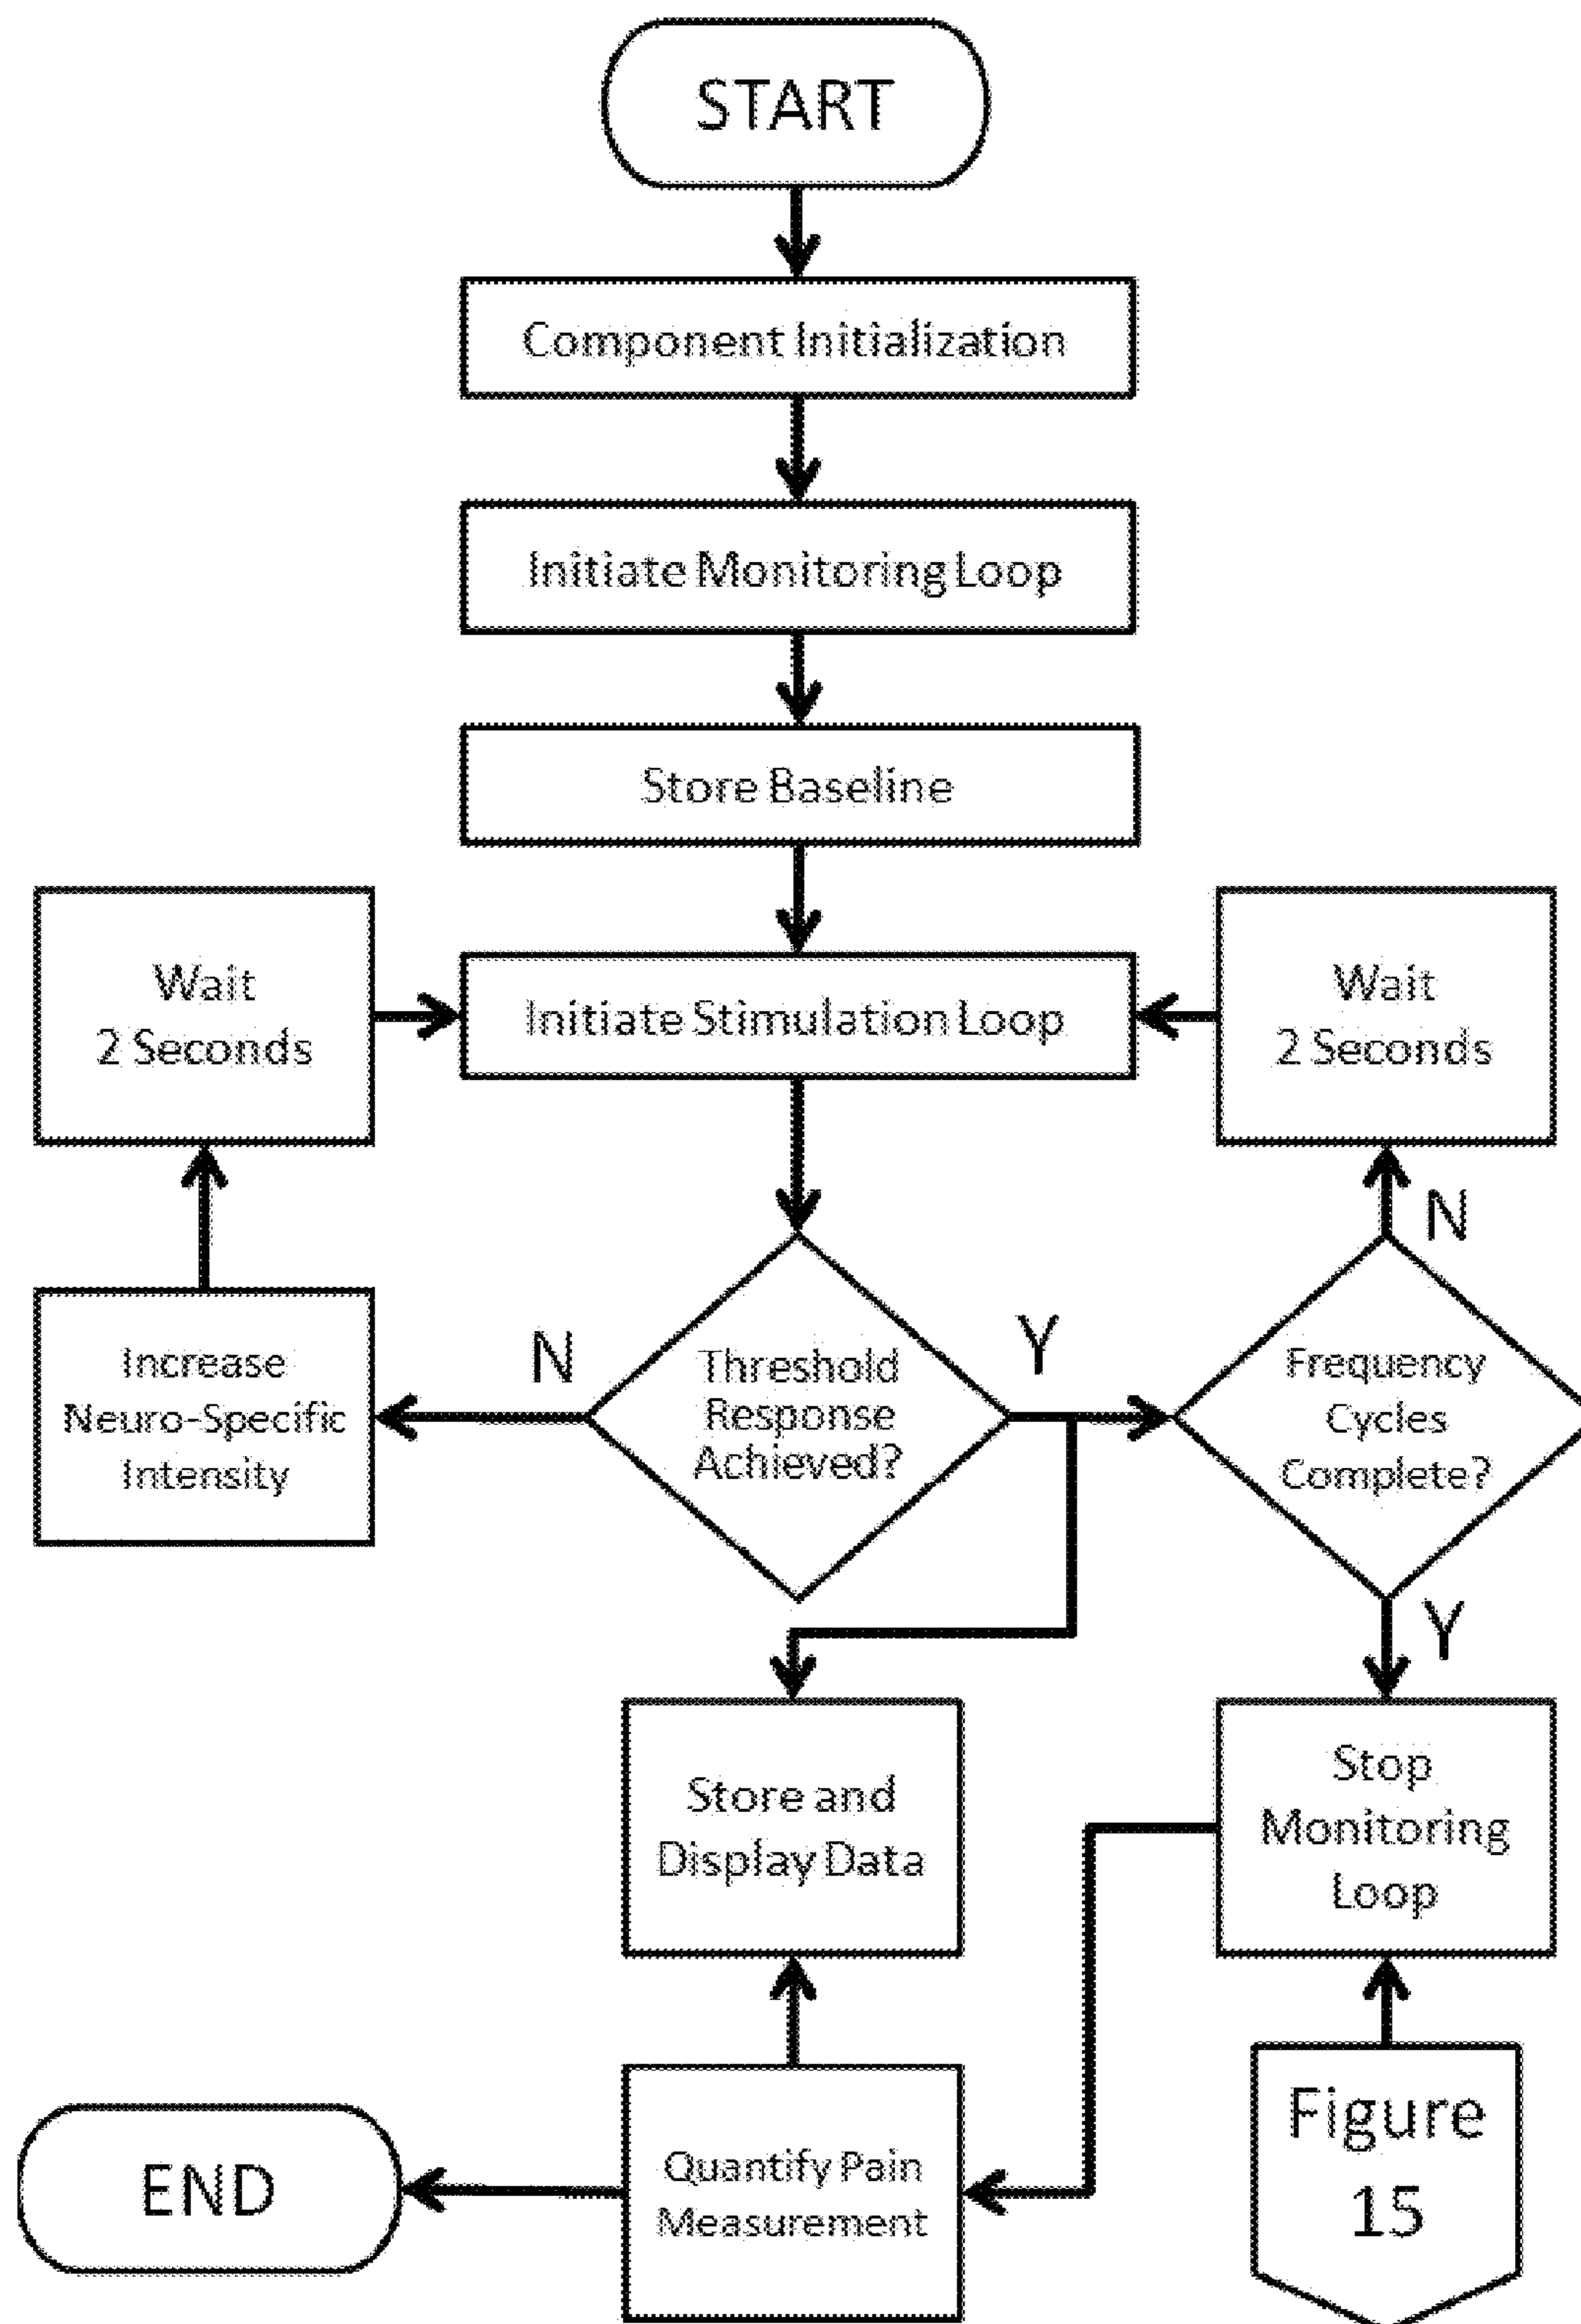 START
Component Initialization
Initiate Monitoring Loop
Store Baseline
Wait
2 Seconds
Initiate Stimulation Loop
Wait
2 Seconds
N
Increase
Neuro-Specific
Intensity
N
Threshold
Response
Achieved?
Y
Frequency
Cycles
Complete?
Y
Store and
Display Data
Stop
Monitoring
Loop
END
Quantify Pain
Measurement
Figure
15